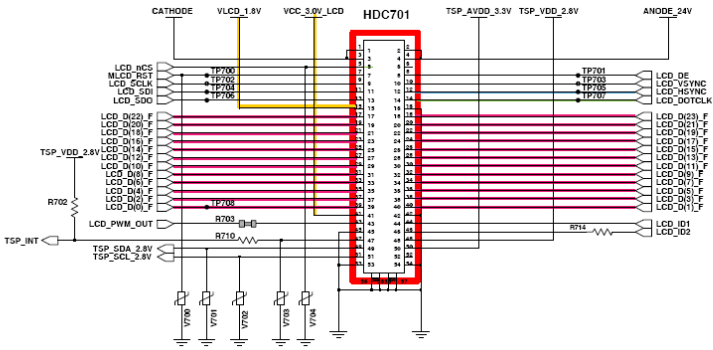 CATHODE VLCD_1.8V VCC_3.0V_LCD HDC701 TSP_AVDD_3.3V TSP_VDD_2.8V ANODE_24V
LCD_nCS
MLCD_RST TP700 TP701 LCD_DE
LCD_SCLK TP702 TP703 LCD_VSYNC
LCD_SDI TP704 TP705 LCD_HSYNC
LCD_SDO TP706 TP707 LCD_DOTCLK
LCD_D(22)_F LCD_D(23)_F
LCD_D(20)_F LCD_D(21)_F
LCD_D(18)_F LCD_D(19)_F
LCD_D(16)_F LCD_D(17)_F
LCD_D(14)_F LCD_D(15)_F
LCD_D(12)_F LCD_D(13)_F
LCD_D(10)_F LCD_D(11)_F
LCD_D(8)_F LCD_D(9)_F
LCD_D(6)_F LCD_D(7)_F
LCD_D(4)_F LCD_D(5)_F
LCD_D(2)_F LCD_D(3)_F
LCD_D(0)_F TP708 LCD_D(1)_F
TSP_VDD_2.8V
R702
LCD_PWM_OUT R703 LCD_ID1
R714 LCD_ID2
TSP_INT R710
TSP_SDA_2.8V
TSP_SCL_2.8V
V700 V701 V702 V703 V704